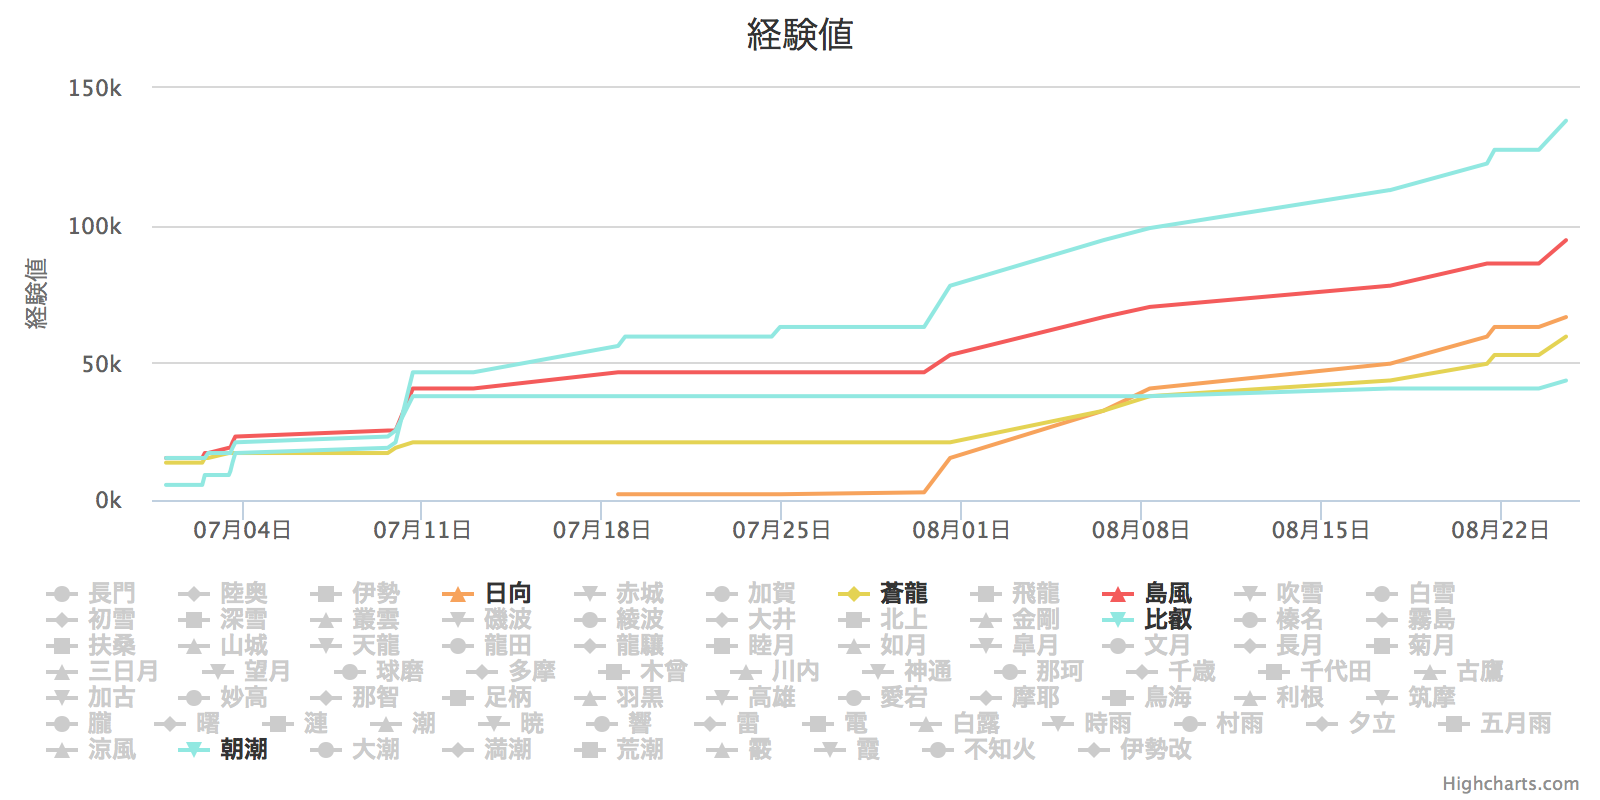 経験値
150k
100k
50k
0k
経験値
07月04日 07月11日 07月18日 07月25日 08月01日 08月08日 08月15日 08月22日
長門 陸奥 伊勢 日向 赤城 加賀 蒼龍 飛龍 島風 吹雪 白雪
初雪 深雪 叢雲 磯波 綾波 大井 北上 金剛 比叡 榛名 霧島
扶桑 山城 天龍 龍田 龍驤 睦月 如月 皐月 文月 長月 菊月
三日月 望月 球磨 多摩 木曾 川内 神通 那珂 千歳 千代田 古鷹
加古 妙高 那智 足柄 羽黒 高雄 愛宕 摩耶 鳥海 利根 筑摩
朧 曙 漣 潮 暁 響 雷 電 白露 時雨 村雨 夕立 五月雨
涼風 朝潮 大潮 満潮 荒潮 霰 霞 不知火 伊勢改
Highcharts.com